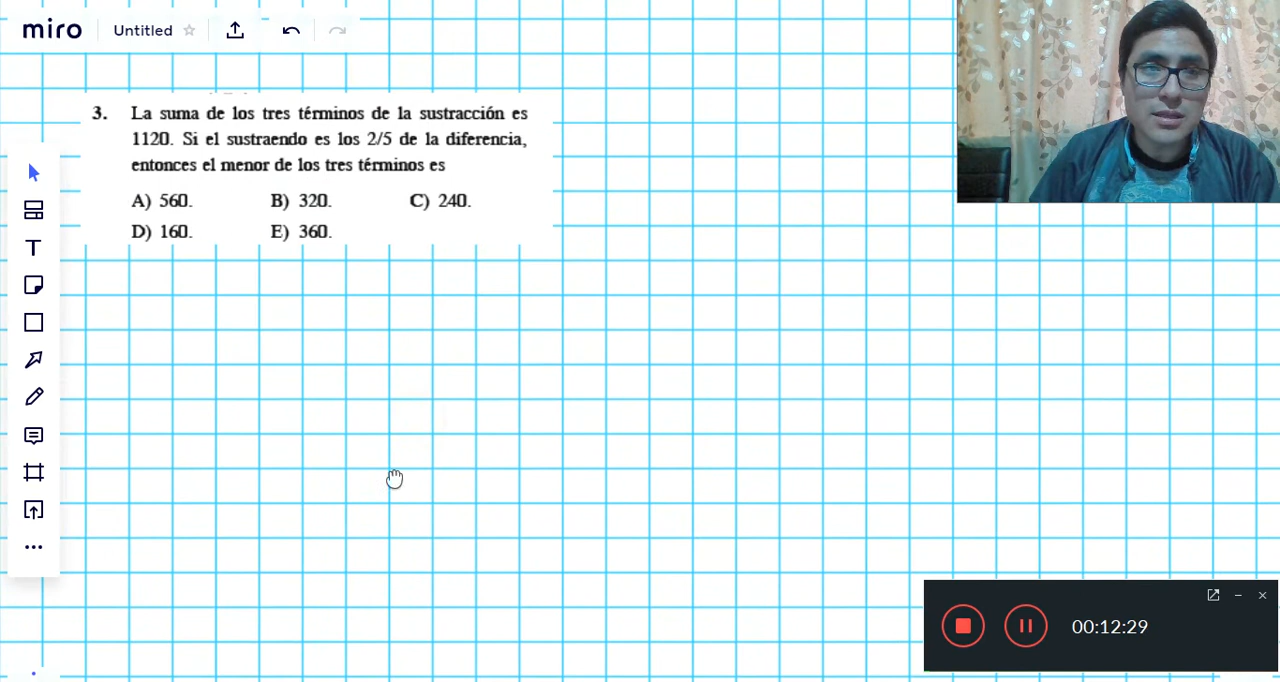 miro Untitled
3. La suma de los tres términos de la sustracción es
1120. Si el sustraendo es los 2/5 de la diferencia,
entonces el menor de los tres términos es
A) 560. B) 320. C) 240.
D) 160. E) 360.
00:12:29